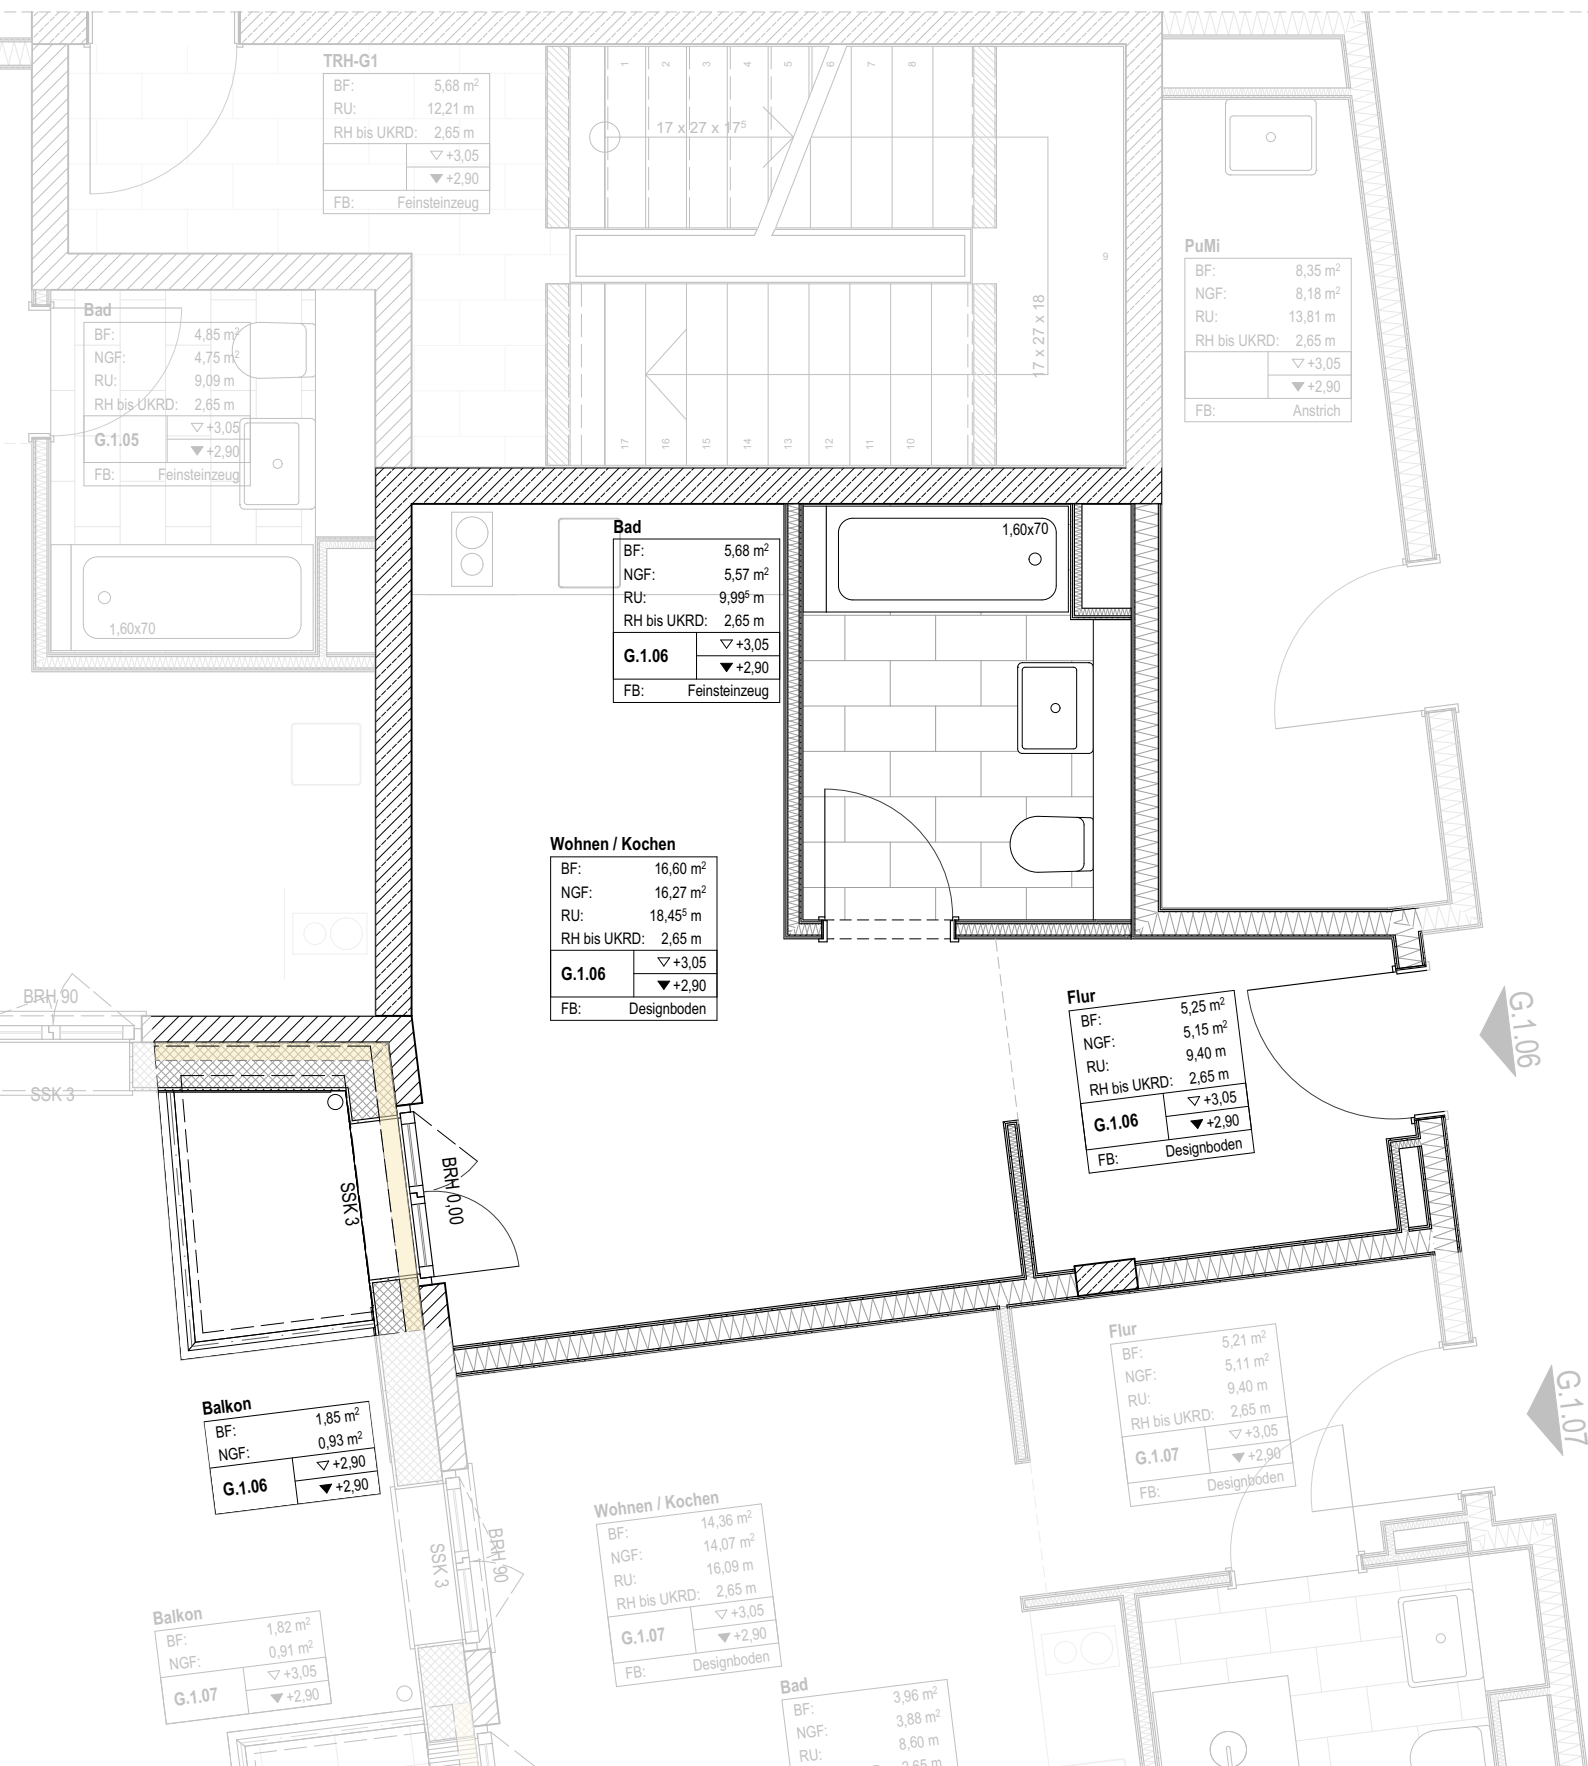 TRH-G1
BF: 5,68 m²
RU: 12,21 m
RH bis UKRD: 2,65 m
▽ +3,05
▼ +2,90
FB: Feinsteinzeug
1 2 3 4 5 6 7 8
17 x 27 x 17⁵
9
17 x 27 x 18
17 16 15 14 13 12 11 10
PuMi
BF: 8,35 m²
NGF: 8,18 m²
RU: 13,81 m
RH bis UKRD: 2,65 m
▽ +3,05
▼ +2,90
FB: Anstrich
Bad
BF: 4,85 m²
NGF: 4,75 m²
RU: 9,09 m
RH bis UKRD: 2,65 m
G.1.05 ▽ +3,05
▼ +2,90
FB: Feinsteinzeug
1,60x70
Bad
BF: 5,68 m²
NGF: 5,57 m²
RU: 9,99⁵ m
RH bis UKRD: 2,65 m
G.1.06 ▽ +3,05
▼ +2,90
FB: Feinsteinzeug
1,60x70
Wohnen / Kochen
BF: 16,60 m²
NGF: 16,27 m²
RU: 18,45⁵ m
RH bis UKRD: 2,65 m
G.1.06 ▽ +3,05
▼ +2,90
FB: Designboden
BRH 90
SSK 3
Flur
BF: 5,25 m²
NGF: 5,15 m²
RU: 9,40 m
RH bis UKRD: 2,65 m
G.1.06 ▽ +3,05
▼ +2,90
FB: Designboden
G.1.06
SSK 3
BRH 0,00
Balkon
BF: 1,85 m²
NGF: 0,93 m²
G.1.06 ▽ +2,90
▼ +2,90
Flur
BF: 5,21 m²
NGF: 5,11 m²
RU: 9,40 m
RH bis UKRD: 2,65 m
G.1.07 ▽ +3,05
▼ +2,90
FB: Designboden
G.1.07
SSK 3
BRH 90
Wohnen / Kochen
BF: 14,36 m²
NGF: 14,07 m²
RU: 16,09 m
RH bis UKRD: 2,65 m
G.1.07 ▽ +3,05
▼ +2,90
FB: Designboden
Balkon
BF: 1,82 m²
NGF: 0,91 m²
G.1.07 ▽ +3,05
▼ +2,90
Bad
BF: 3,96 m²
NGF: 3,88 m²
RU: 8,60 m
2,65 m